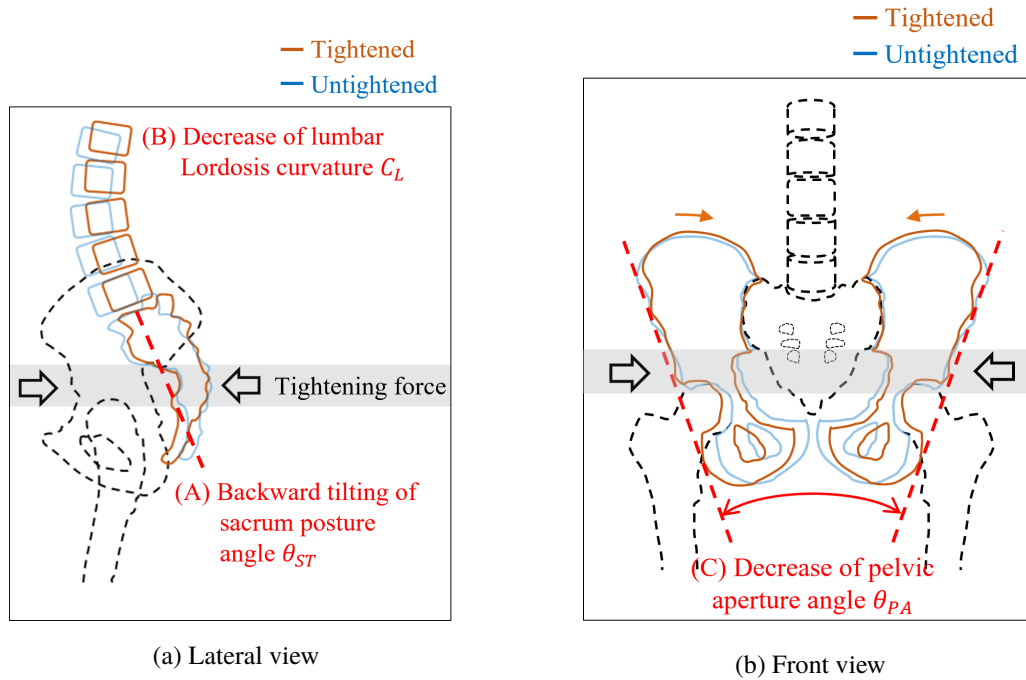 Tightened
Untightened
(B) Decrease of lumbar
Lordosis curvature C_L
Tightening force
(A) Backward tilting of
sacrum posture
angle θ_ST
(a) Lateral view
Tightened
Untightened
(C) Decrease of pelvic
aperture angle θ_PA
(b) Front view